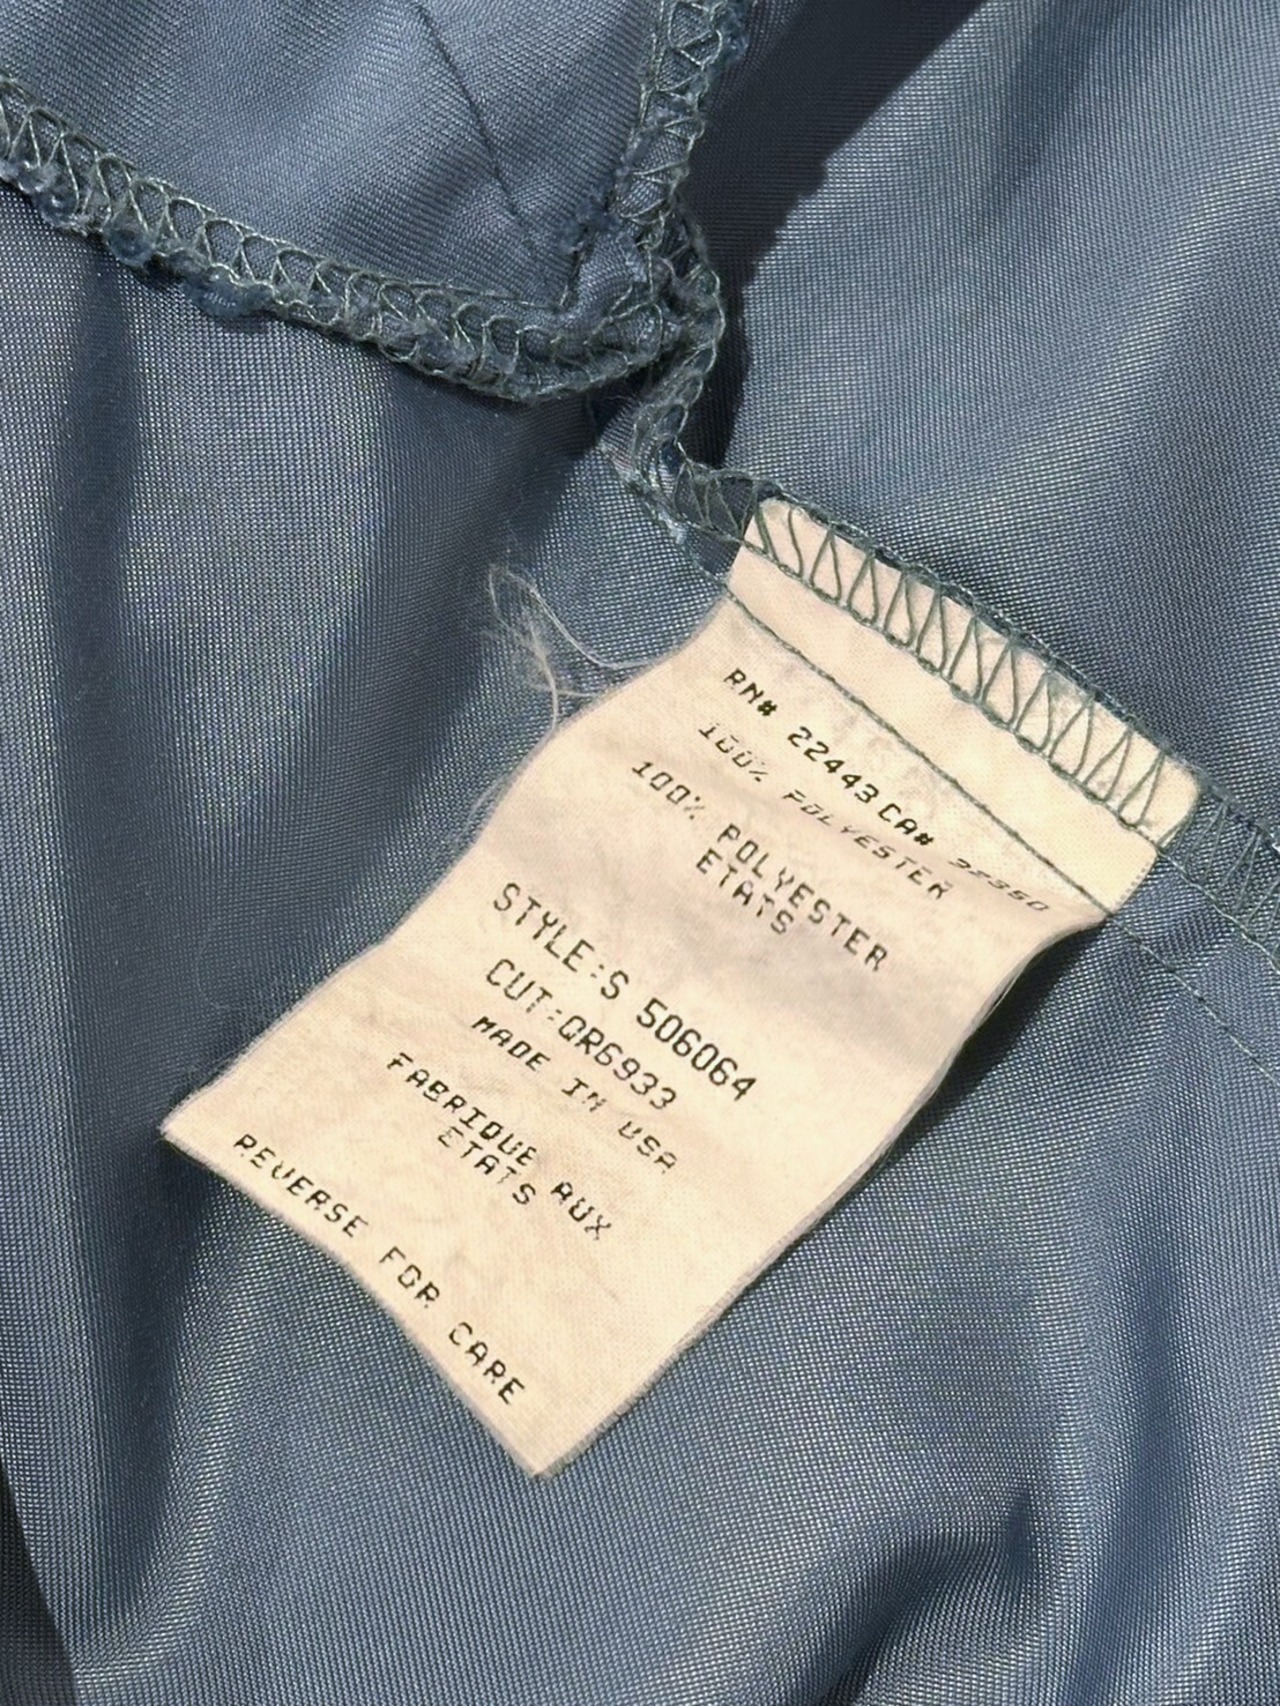 RN# 22443 CA# 32350
100% POLYESTER
100% POLYESTER
ETATS
STYLE:S 506064
CUT:QR6933
MADE IN USA
FABRIQUE AUX
ETATS
REVERSE FOR CARE